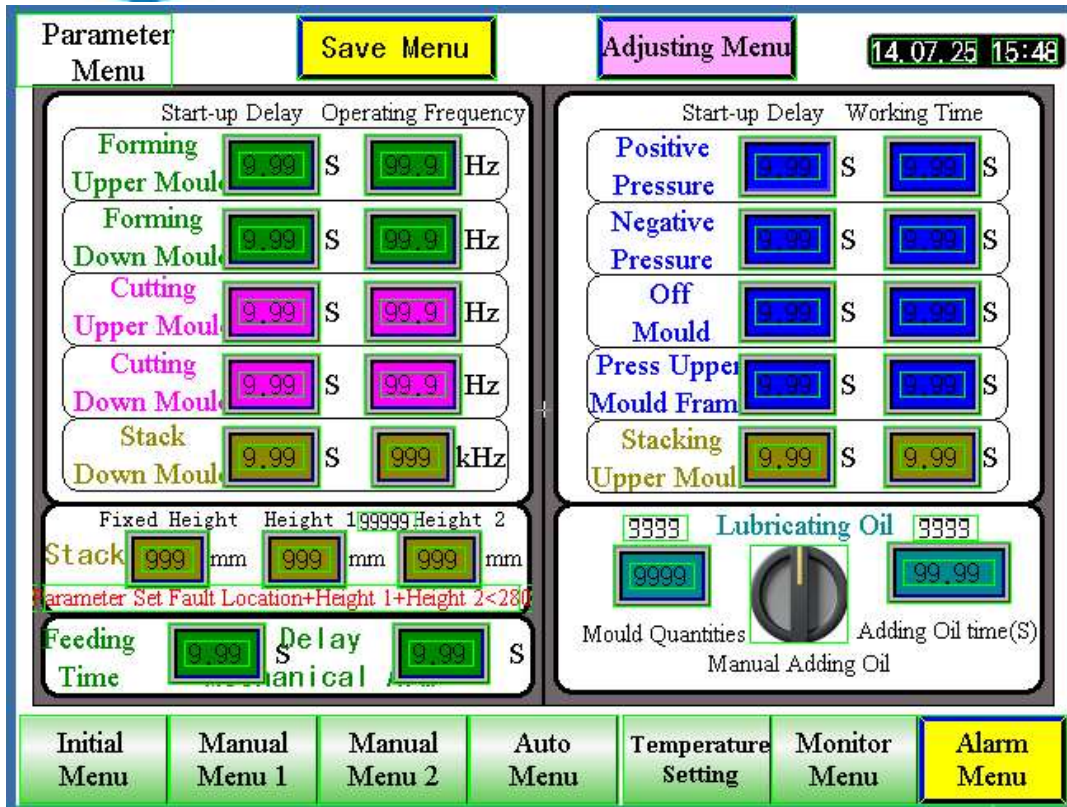 Parameter Menu
Save Menu
Adjusting Menu
14.07.25 15:48
Start-up Delay Operating Frequency
Forming Upper Moul 9.99 S 99.9 Hz
Forming Down Moul 9.99 S 99.9 Hz
Cutting Upper Moul 9.99 S 99.9 Hz
Cutting Down Moul 9.99 S 99.9 Hz
Stack Down Moul 9.99 S 999 kHz
Fixed Height Height 1 99999 Height 2
Stack 999 mm 999 mm 999 mm
Parameter Set Fault Location+Height 1+Height 2<280
Feeding Time 9.99 S Delay 9.99 S
Start-up Delay Working Time
Positive Pressure 9.99 S 9.99 S
Negative Pressure 9.99 S 9.99 S
Off Mould 9.99 S 9.99 S
Press Upper Mould Fram 9.99 S 9.99 S
Stacking Upper Moul 9.99 S 9.99 S
9999 Lubricating Oil 9999
9999 99.99
Mould Quantities Adding Oil time(S)
Manual Adding Oil
Initial Menu
Manual Menu 1
Manual Menu 2
Auto Menu
Temperature Setting
Monitor Menu
Alarm Menu